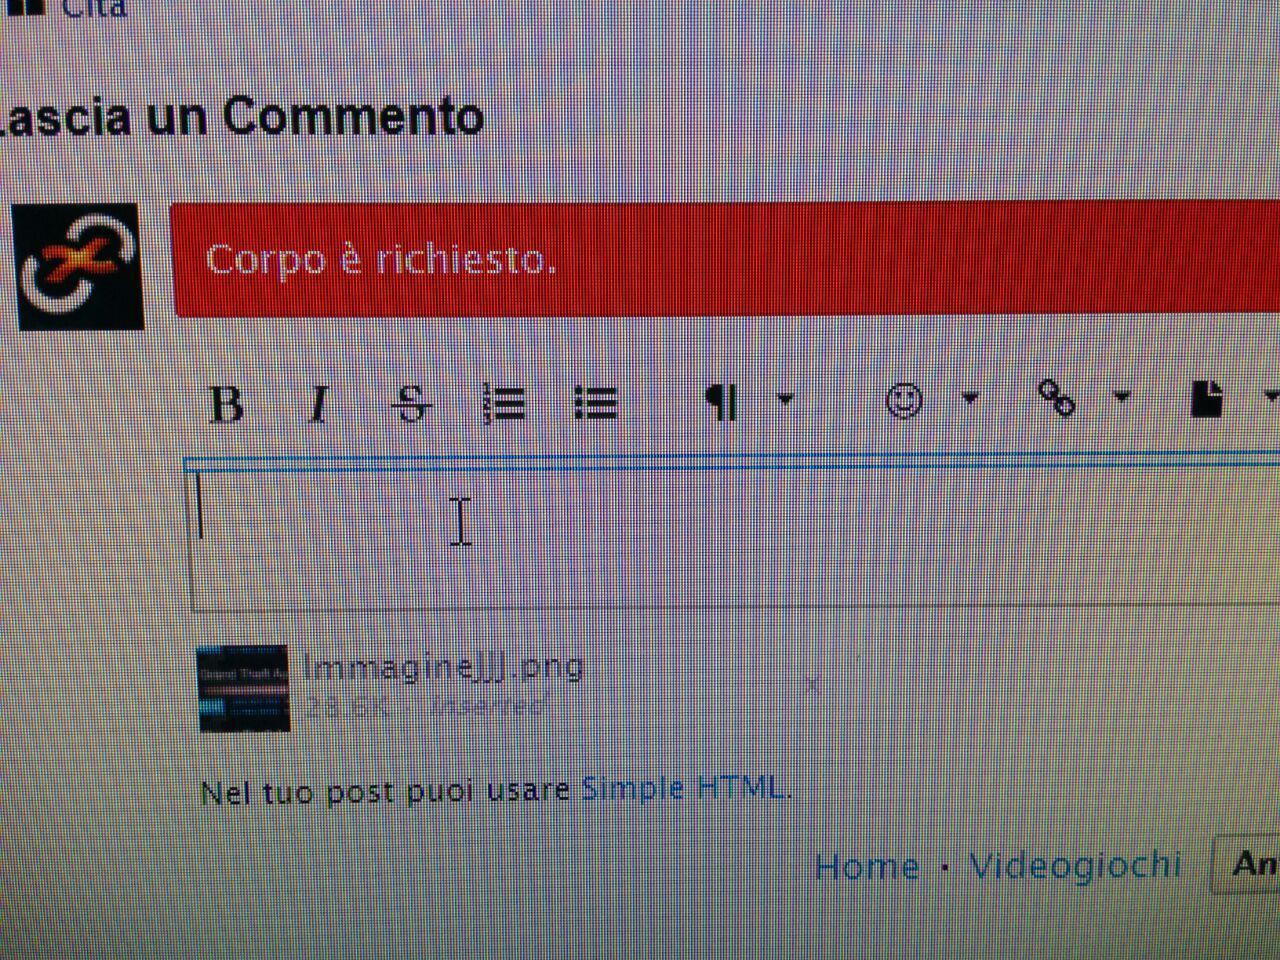 Cita
Lascia un Commento
Corpo è richiesto.
B I S
ImmagineJJJ.png
28.6K · inserted
Nel tuo post puoi usare Simple HTML.
Home · Videogiochi An